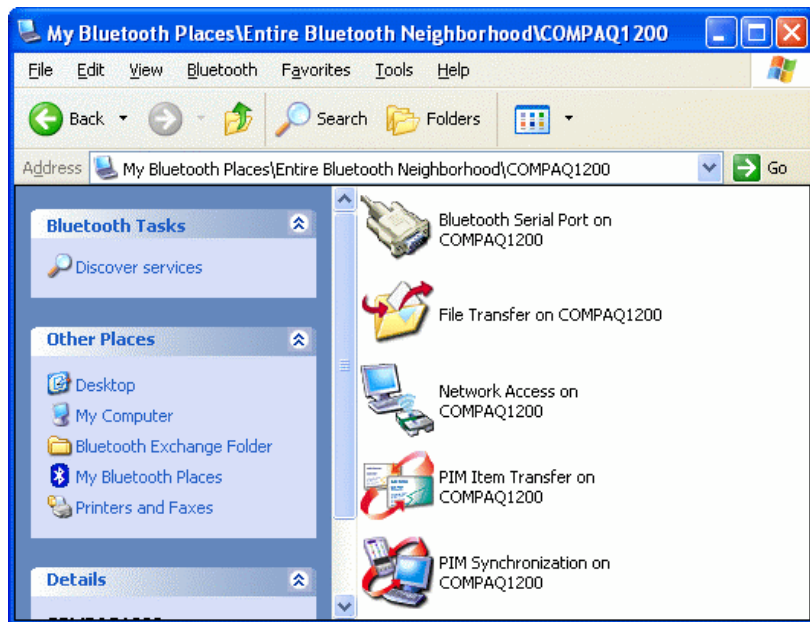 My Bluetooth Places\Entire Bluetooth Neighborhood\COMPAQ1200
File Edit View Bluetooth Favorites Tools Help
Back Search Folders
Address My Bluetooth Places\Entire Bluetooth Neighborhood\COMPAQ1200 Go
Bluetooth Tasks
Discover services
Other Places
Desktop
My Computer
Bluetooth Exchange Folder
My Bluetooth Places
Printers and Faxes
Details
Bluetooth Serial Port on
COMPAQ1200
File Transfer on COMPAQ1200
Network Access on
COMPAQ1200
PIM Item Transfer on
COMPAQ1200
PIM Synchronization on
COMPAQ1200